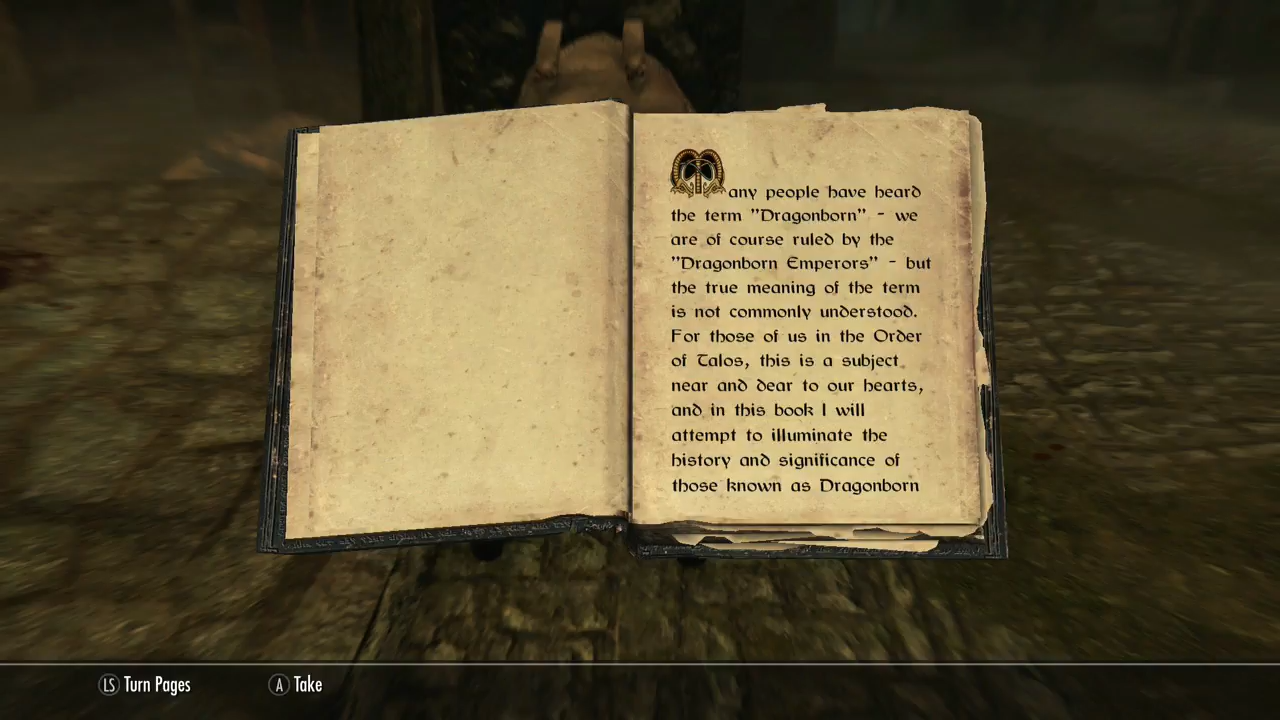 Many people have heard
the term "Dragonborn" - we
are of course ruled by the
"Dragonborn Emperors" - but
the true meaning of the term
is not commonly understood.
For those of us in the Order
of Talos, this is a subject
near and dear to our hearts,
and in this book I will
attempt to illuminate the
history and significance of
those known as Dragonborn
LS Turn Pages
A Take